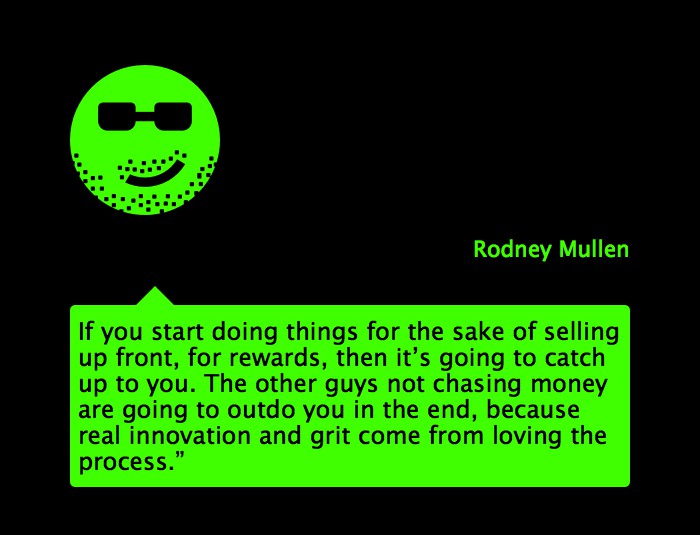 Rodney Mullen
If you start doing things for the sake of selling
up front, for rewards, then it’s going to catch
up to you. The other guys not chasing money
are going to outdo you in the end, because
real innovation and grit come from loving the
process.”